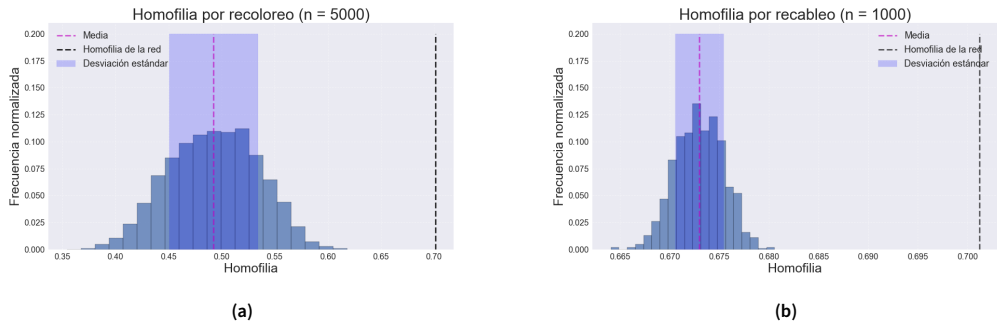 Homofilia por recoloreo (n = 5000)
Frecuencia normalizada
0.200
0.175
0.150
0.125
0.100
0.075
0.050
0.025
0.000
Media
Homofilia de la red
Desviación estándar
0.35 0.40 0.45 0.50 0.55 0.60 0.65 0.70
Homofilia
(a)
Homofilia por recableo (n = 1000)
Frecuencia normalizada
0.200
0.175
0.150
0.125
0.100
0.075
0.050
0.025
0.000
Media
Homofilia de la red
Desviación estándar
0.665 0.670 0.675 0.680 0.685 0.690 0.695 0.700
Homofilia
(b)